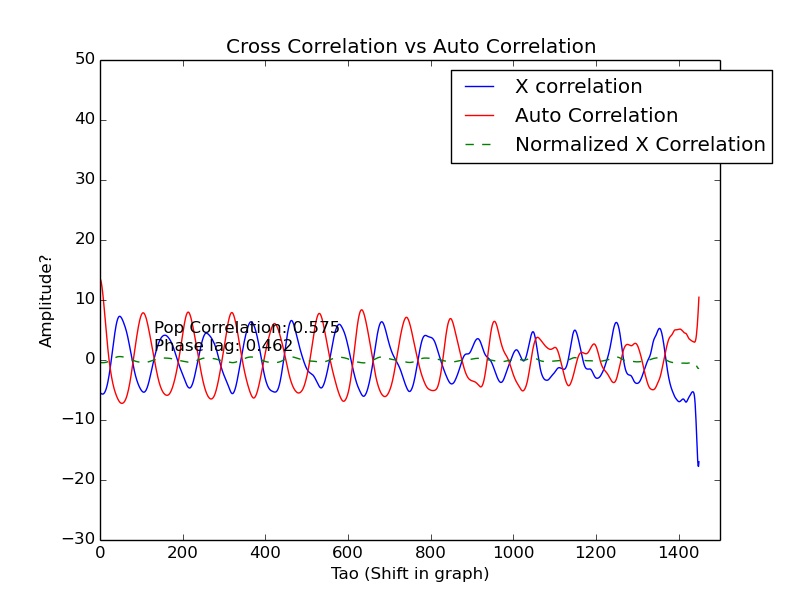 Cross Correlation vs Auto Correlation
50
40
30
20
10
0
−10
−20
−30
Amplitude?
X correlation
Auto Correlation
Normalized X Correlation
Pop Correlation: 0.575
Phase lag: 0.462
0 200 400 600 800 1000 1200 1400
Tao (Shift in graph)